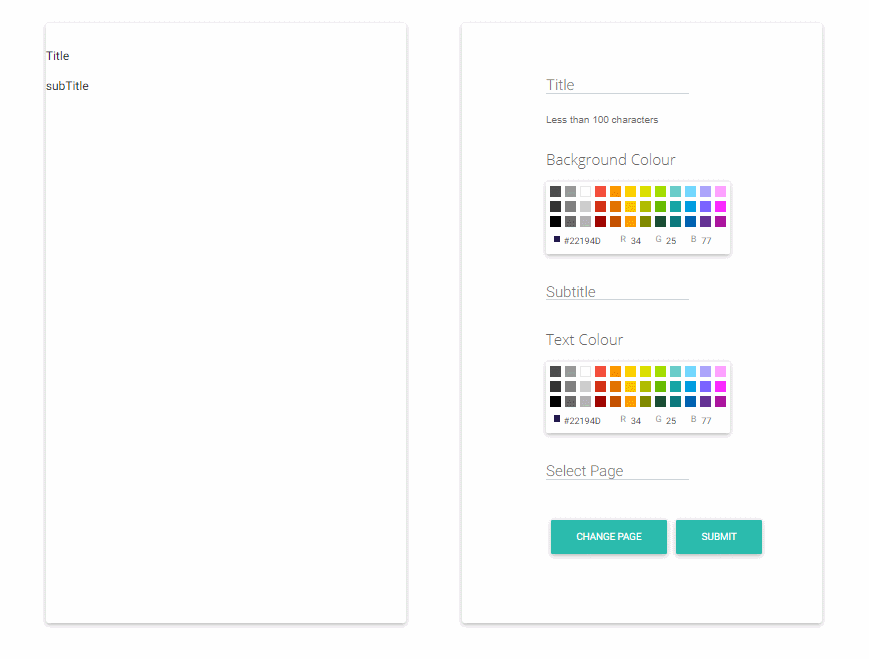 Title
subTitle
Title
Less than 100 characters
Background Colour
#22194D R 34 G 25 B 77
Subtitle
Text Colour
#22194D R 34 G 25 B 77
Select Page
CHANGE PAGE SUBMIT